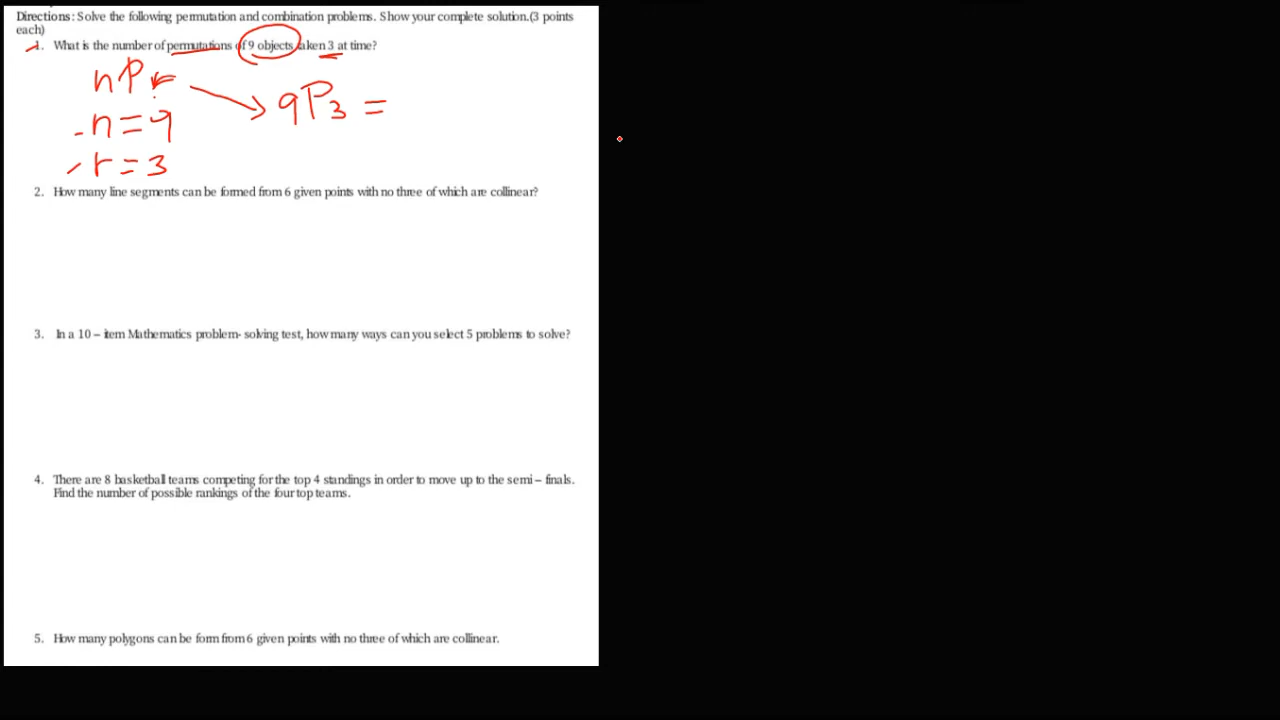 Directions: Solve the following permutation and combination problems. Show your complete solution.(3 points
each)
1. What is the number of permutations of 9 objects taken 3 at time?
nPr
9P3 =
- n = 9
- r = 3
2. How many line segments can be formed from 6 given points with no three of which are collinear?
3. In a 10 – item Mathematics problem- solving test, how many ways can you select 5 problems to solve?
4. There are 8 basketball teams competing for the top 4 standings in order to move up to the semi – finals.
Find the number of possible rankings of the four top teams.
5. How many polygons can be form from 6 given points with no three of which are collinear.